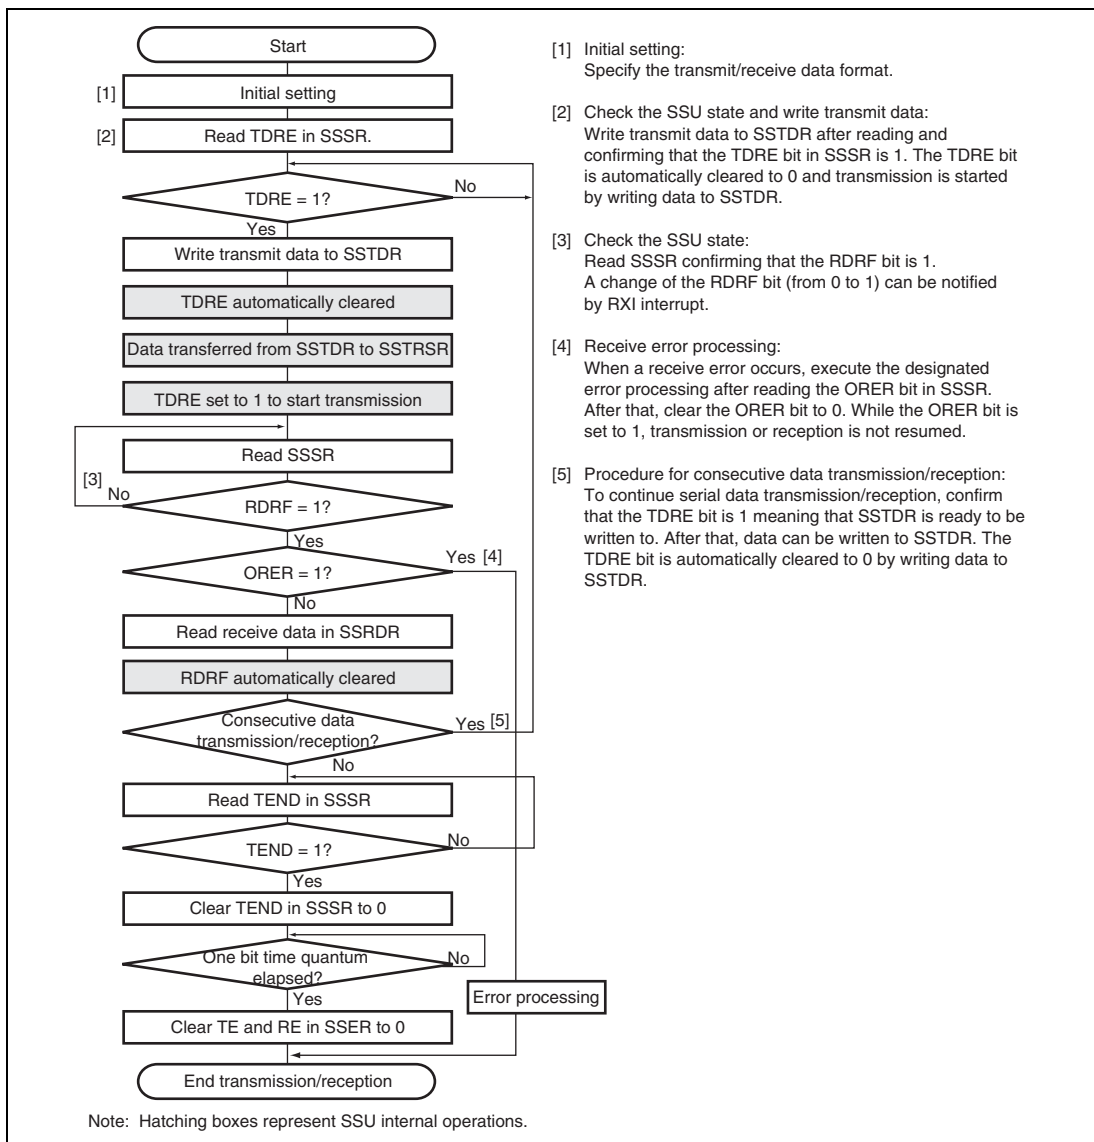 Start
[1] Initial setting
[2] Read TDRE in SSSR.
TDRE = 1?
No
Yes
Write transmit data to SSTDR
TDRE automatically cleared
Data transferred from SSTDR to SSTRSR
TDRE set to 1 to start transmission
Read SSSR
[3]
No
RDRF = 1?
Yes
ORER = 1?
Yes [4]
No
Read receive data in SSRDR
RDRF automatically cleared
Consecutive data
transmission/reception?
Yes [5]
No
Read TEND in SSSR
TEND = 1?
No
Yes
Clear TEND in SSSR to 0
One bit time quantum
elapsed?
No
Yes
Error processing
Clear TE and RE in SSER to 0
End transmission/reception
[1] Initial setting:
Specify the transmit/receive data format.
[2] Check the SSU state and write transmit data:
Write transmit data to SSTDR after reading and
confirming that the TDRE bit in SSSR is 1. The TDRE bit
is automatically cleared to 0 and transmission is started
by writing data to SSTDR.
[3] Check the SSU state:
Read SSSR confirming that the RDRF bit is 1.
A change of the RDRF bit (from 0 to 1) can be notified
by RXI interrupt.
[4] Receive error processing:
When a receive error occurs, execute the designated
error processing after reading the ORER bit in SSSR.
After that, clear the ORER bit to 0. While the ORER bit is
set to 1, transmission or reception is not resumed.
[5] Procedure for consecutive data transmission/reception:
To continue serial data transmission/reception, confirm
that the TDRE bit is 1 meaning that SSTDR is ready to be
written to. After that, data can be written to SSTDR. The
TDRE bit is automatically cleared to 0 by writing data to
SSTDR.
Note: Hatching boxes represent SSU internal operations.